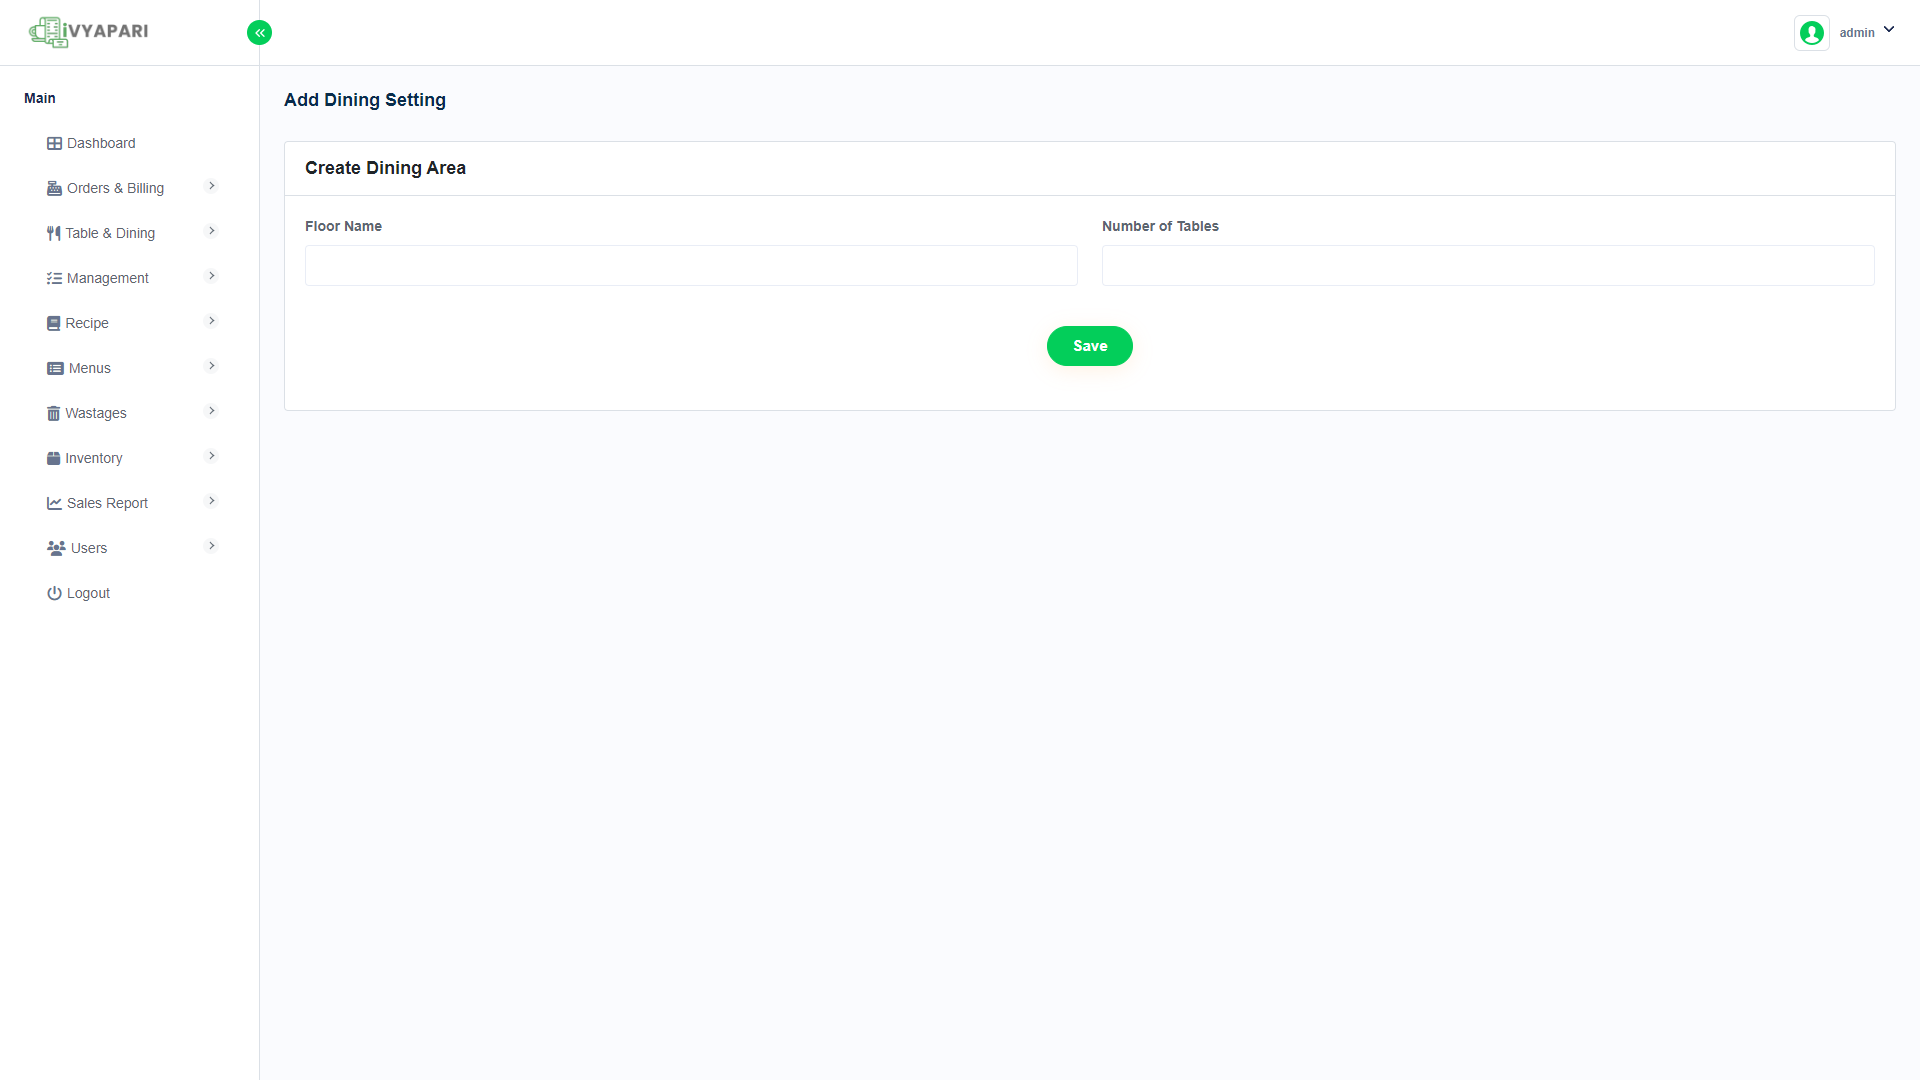 iVYAPARI
admin
Main
Dashboard
Orders & Billing
Table & Dining
Management
Recipe
Menus
Wastages
Inventory
Sales Report
Users
Logout
Add Dining Setting
Create Dining Area
Floor Name
Number of Tables
Save